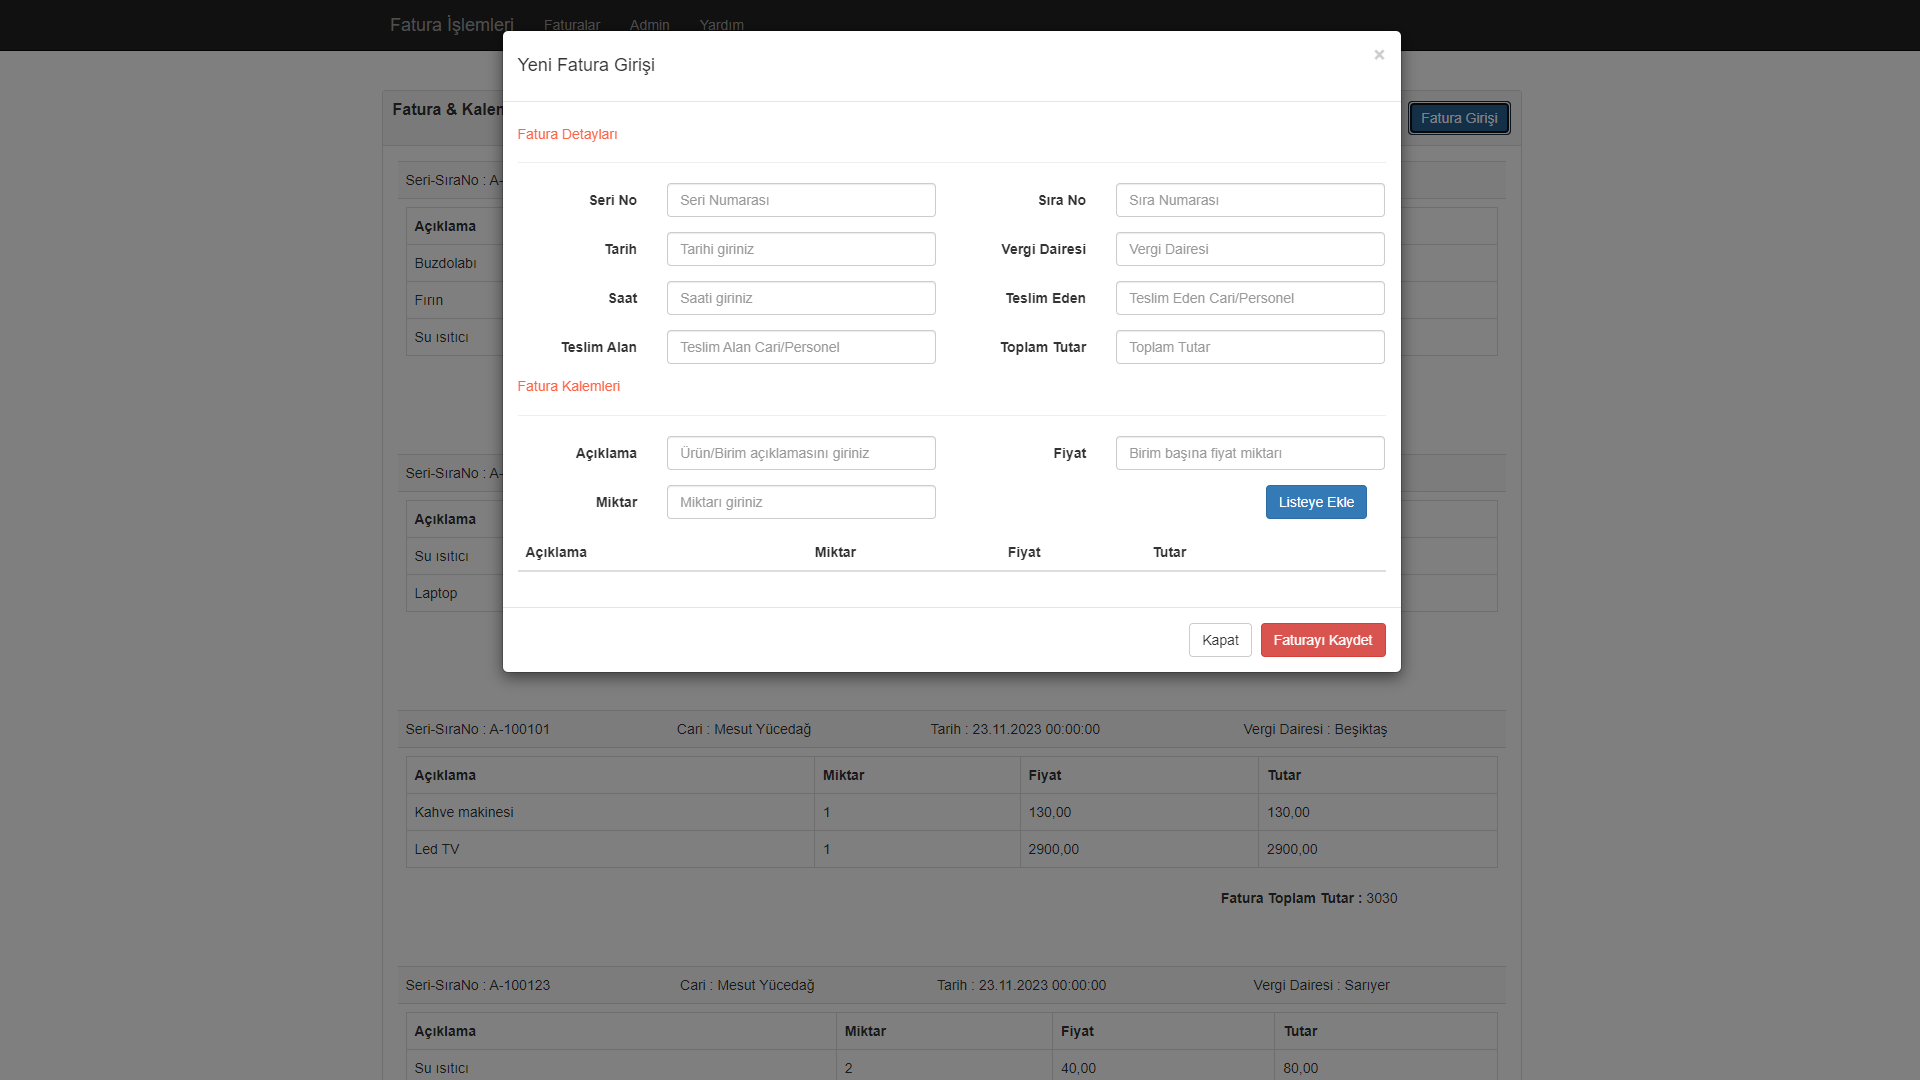 Fatura İşlemleri Faturalar Admin Yardım
Yeni Fatura Girişi ×
Fatura & Kalem Fatura Girişi
Fatura Detayları
Seri-SıraNo : A-
Seri No Seri Numarası Sıra No Sıra Numarası
Açıklama
Tarih Tarihi giriniz Vergi Dairesi Vergi Dairesi
Buzdolabı
Saat Saati giriniz Teslim Eden Teslim Eden Cari/Personel
Fırın
Su ısıtıcı
Teslim Alan Teslim Alan Cari/Personel Toplam Tutar Toplam Tutar
Fatura Kalemleri
Açıklama Ürün/Birim açıklamasını giriniz Fiyat Birim başına fiyat miktarı
Seri-SıraNo : A-
Miktar Miktarı giriniz Listeye Ekle
Açıklama
Açıklama Miktar Fiyat Tutar
Su ısıtıcı
Laptop
Kapat Faturayı Kaydet
Seri-SıraNo : A-100101 Cari : Mesut Yücedağ Tarih : 23.11.2023 00:00:00 Vergi Dairesi : Beşiktaş
Açıklama Miktar Fiyat Tutar
Kahve makinesi 1 130,00 130,00
Led TV 1 2900,00 2900,00
Fatura Toplam Tutar : 3030
Seri-SıraNo : A-100123 Cari : Mesut Yücedağ Tarih : 23.11.2023 00:00:00 Vergi Dairesi : Sarıyer
Açıklama Miktar Fiyat Tutar
Su ısıtıcı 2 40,00 80,00